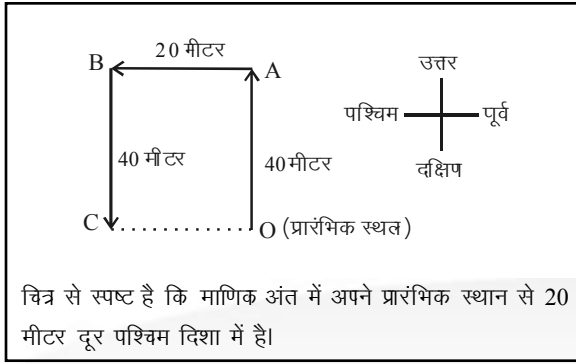 20 मीटर
B
A
उत्तर
पश्चिम
पूर्व
40 मीटर
40 मीटर
दक्षिण
C
O (प्रारंभिक स्थल)
चित्र से स्पष्ट है कि माणिक अंत में अपने प्रारंभिक स्थान से 20
मीटर दूर पश्चिम दिशा में है।